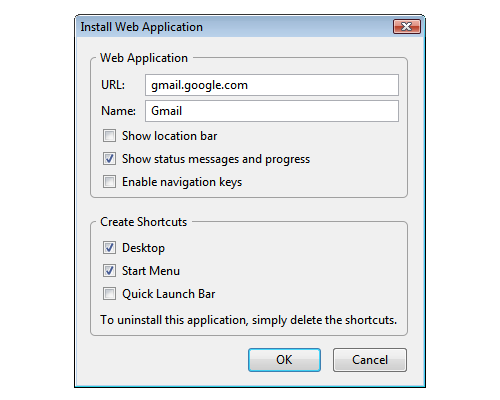 Install Web Application
Web Application
URL: gmail.google.com
Name: Gmail
Show location bar
Show status messages and progress
Enable navigation keys
Create Shortcuts
Desktop
Start Menu
Quick Launch Bar
To uninstall this application, simply delete the shortcuts.
OK Cancel